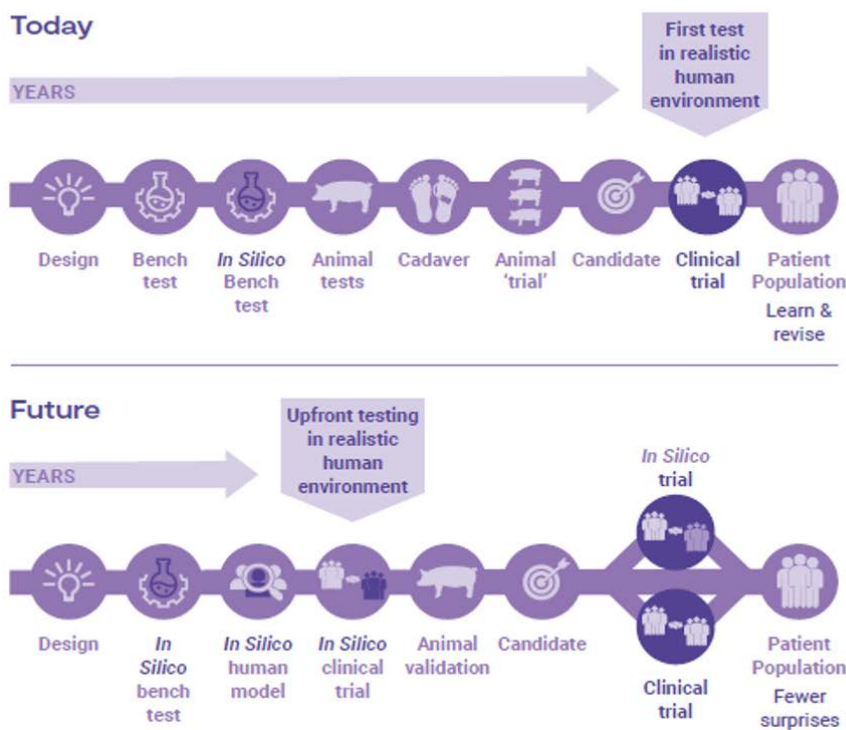 Today
First test
in realistic
human
environment
YEARS
Design
Bench
test
In Silico
Bench
test
Animal
tests
Cadaver
Animal
‘trial’
Candidate
Clinical
trial
Patient
Population
Learn &
revise
Future
Upfront testing
in realistic
human
environment
YEARS
In Silico
trial
Design
In
Silico
bench
test
In Silico
human
model
In Silico
clinical
trial
Animal
validation
Candidate
Clinical
trial
Patient
Population
Fewer
surprises